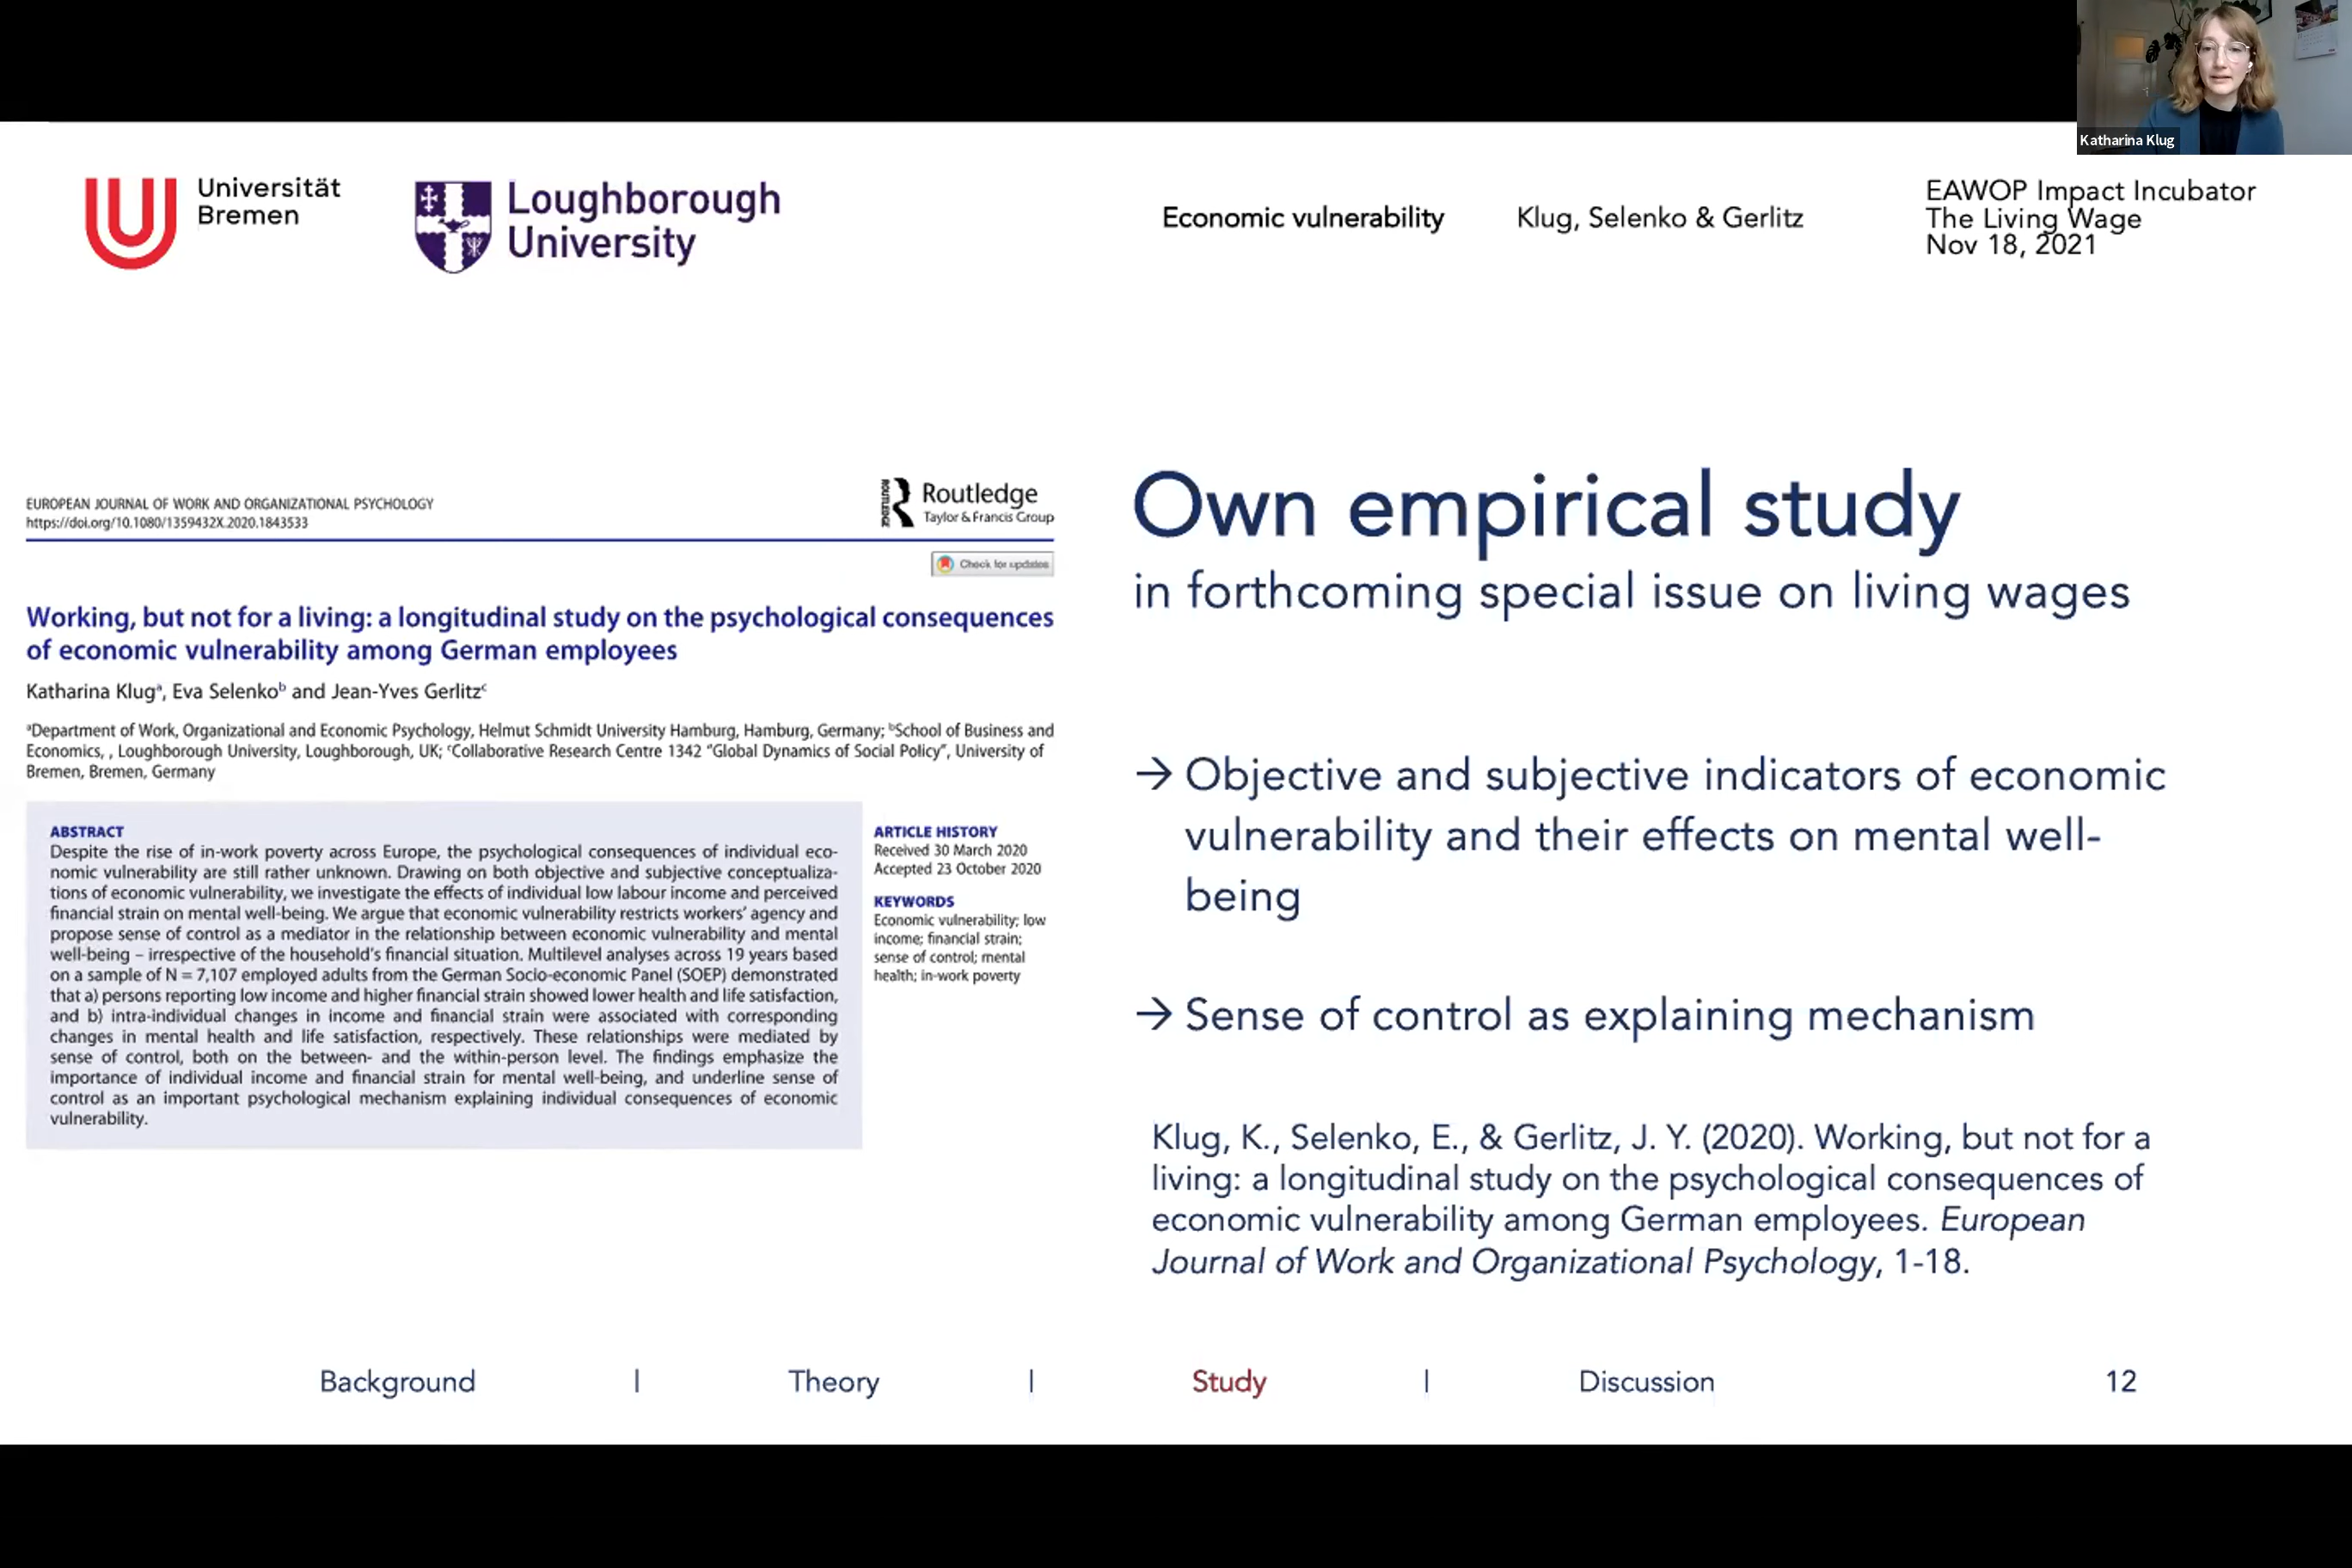 Katharina Klug
Universität
Bremen
Loughborough
University
Economic vulnerability
Klug, Selenko & Gerlitz
EAWOP Impact Incubator
The Living Wage
Nov 18, 2021
EUROPEAN JOURNAL OF WORK AND ORGANIZATIONAL PSYCHOLOGY
https://doi.org/10.1080/1359432X.2020.1843533
ROUTLEDGE
Routledge
Taylor & Francis Group
Check for updates
Working, but not for a living: a longitudinal study on the psychological consequences
of economic vulnerability among German employees
Katharina Klugᵃ, Eva Selenkoᵇ and Jean-Yves Gerlitzᶜ
ᵃDepartment of Work, Organizational and Economic Psychology, Helmut Schmidt University Hamburg, Hamburg, Germany; ᵇSchool of Business and
Economics, , Loughborough University, Loughborough, UK; ᶜCollaborative Research Centre 1342 "Global Dynamics of Social Policy", University of
Bremen, Bremen, Germany
ABSTRACT
Despite the rise of in-work poverty across Europe, the psychological consequences of individual eco-
nomic vulnerability are still rather unknown. Drawing on both objective and subjective conceptualiza-
tions of economic vulnerability, we investigate the effects of individual low labour income and perceived
financial strain on mental well-being. We argue that economic vulnerability restricts workers' agency and
propose sense of control as a mediator in the relationship between economic vulnerability and mental
well-being – irrespective of the household's financial situation. Multilevel analyses across 19 years based
on a sample of N = 7,107 employed adults from the German Socio-economic Panel (SOEP) demonstrated
that a) persons reporting low income and higher financial strain showed lower health and life satisfaction,
and b) intra-individual changes in income and financial strain were associated with corresponding
changes in mental health and life satisfaction, respectively. These relationships were mediated by
sense of control, both on the between- and the within-person level. The findings emphasize the
importance of individual income and financial strain for mental well-being, and underline sense of
control as an important psychological mechanism explaining individual consequences of economic
vulnerability.
ARTICLE HISTORY
Received 30 March 2020
Accepted 23 October 2020
KEYWORDS
Economic vulnerability; low
income; financial strain;
sense of control; mental
health; in-work poverty
Own empirical study
in forthcoming special issue on living wages
→ Objective and subjective indicators of economic
vulnerability and their effects on mental well-
being
→ Sense of control as explaining mechanism
Klug, K., Selenko, E., & Gerlitz, J. Y. (2020). Working, but not for a
living: a longitudinal study on the psychological consequences of
economic vulnerability among German employees. European
Journal of Work and Organizational Psychology, 1-18.
Background | Theory | Study | Discussion 12